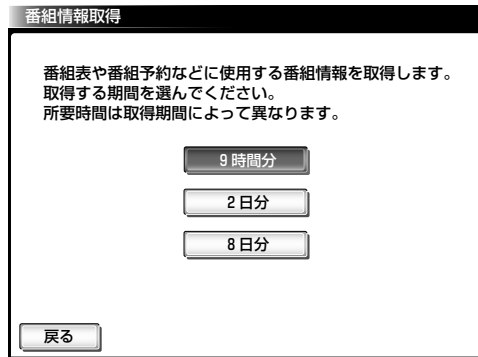 番組情報取得
番組表や番組予約などに使用する番組情報を取得します。
取得する期間を選んでください。
所要時間は取得期間によって異なります。
9時間分
2日分
8日分
戻る